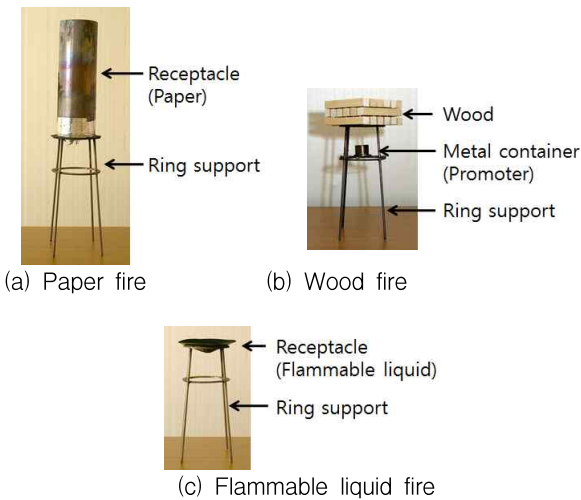 Receptacle
(Paper)
Ring support
(a) Paper fire
Wood
Metal container
(Promoter)
Ring support
(b) Wood fire
Receptacle
(Flammable liquid)
Ring support
(c) Flammable liquid fire